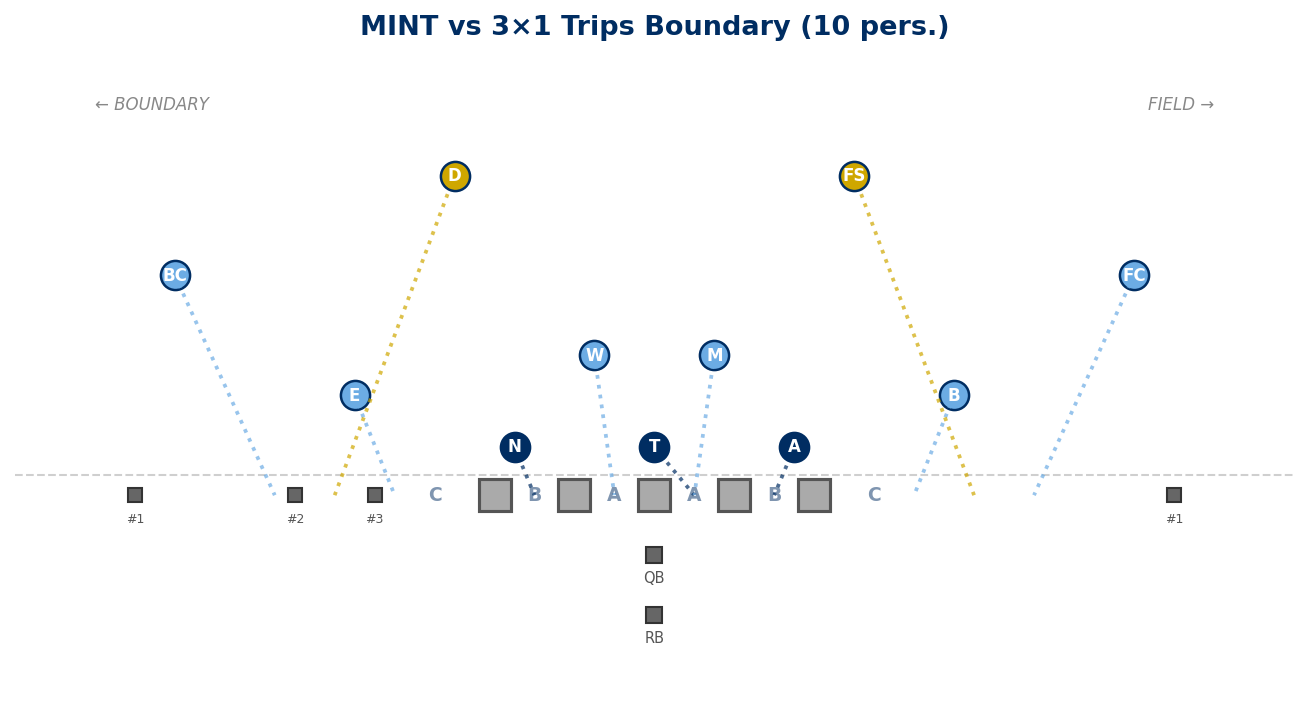 MINT vs 3×1 Trips Boundary (10 pers.)
← BOUNDARY
FIELD →
D
FS
BC
FC
W
M
E
B
N
T
A
C
B
A
A
B
C
#1
#2
#3
#1
QB
RB